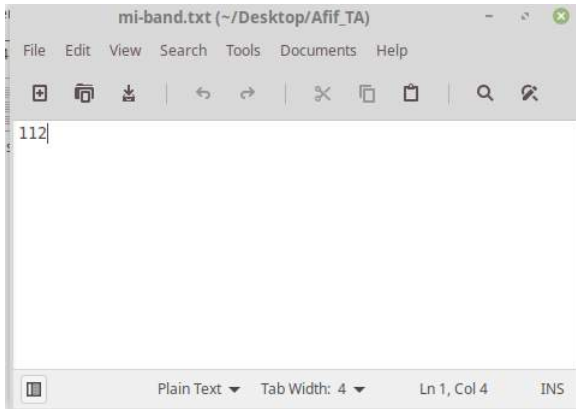 mi-band.txt (~/Desktop/Afif_TA)
File Edit View Search Tools Documents Help
112
Plain Text Tab Width: 4 Ln 1, Col 4 INS